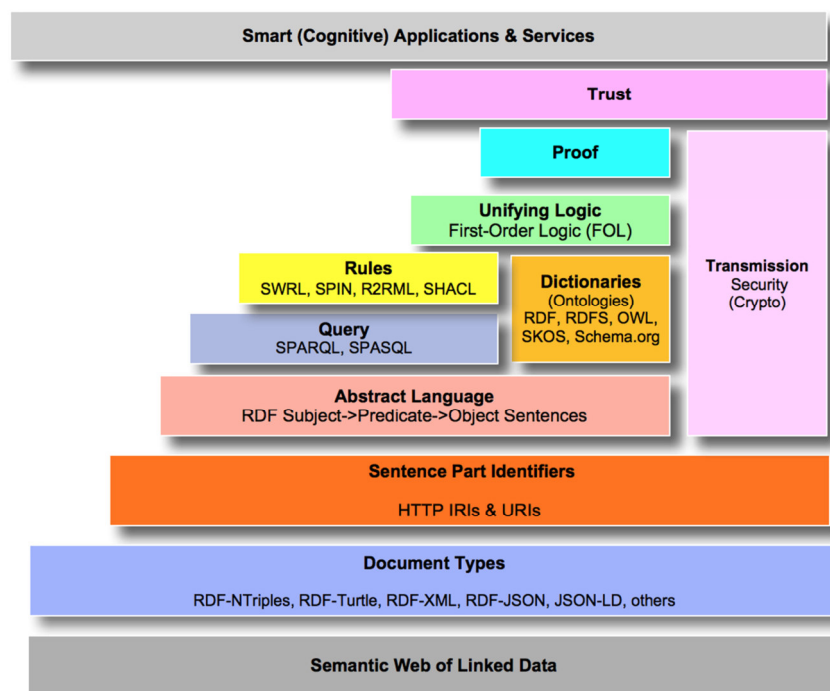 Smart (Cognitive) Applications & Services
Trust
Proof
Unifying Logic
First-Order Logic (FOL)
Rules
SWRL, SPIN, R2RML, SHACL
Dictionaries
(Ontologies)
RDF, RDFS, OWL,
SKOS, Schema.org
Transmission
Security
(Crypto)
Query
SPARQL, SPASQL
Abstract Language
RDF Subject->Predicate->Object Sentences
Sentence Part Identifiers
HTTP IRIs & URIs
Document Types
RDF-NTriples, RDF-Turtle, RDF-XML, RDF-JSON, JSON-LD, others
Semantic Web of Linked Data